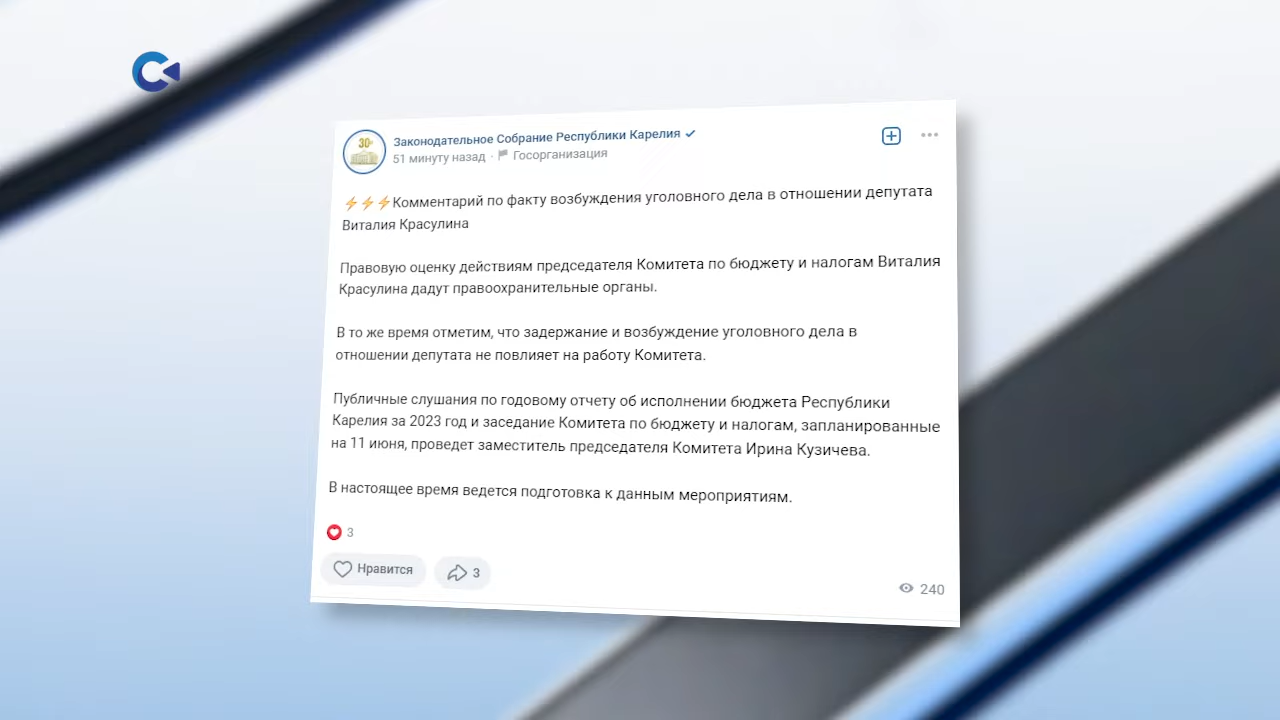 30
Законодательное Собрание Республики Карелия
51 минуту назад · Госорганизация
⚡⚡⚡Комментарий по факту возбуждения уголовного дела в отношении депутата
Виталия Красулина
Правовую оценку действиям председателя Комитета по бюджету и налогам Виталия
Красулина дадут правоохранительные органы.
В то же время отметим, что задержание и возбуждение уголовного дела в
отношении депутата не повлияет на работу Комитета.
Публичные слушания по годовому отчету об исполнении бюджета Республики
Карелия за 2023 год и заседание Комитета по бюджету и налогам, запланированные
на 11 июня, проведет заместитель председателя Комитета Ирина Кузичева.
В настоящее время ведется подготовка к данным мероприятиям.
3
Нравится
3
240